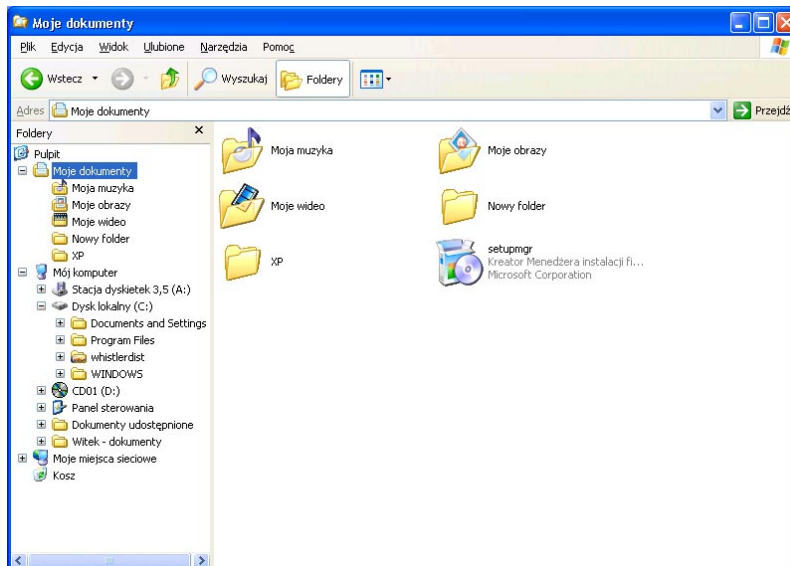 Moje dokumenty
Plik Edycja Widok Ulubione Narzędzia Pomoc
Wstecz Wyszukaj Foldery
Adres Moje dokumenty Przejdź
Foldery
Pulpit
Moje dokumenty
Moja muzyka
Moje obrazy
Moje wideo
Nowy folder
XP
Mój komputer
Stacja dyskietek 3,5 (A:)
Dysk lokalny (C:)
Documents and Settings
Program Files
whistlerdist
WINDOWS
CD01 (D:)
Panel sterowania
Dokumenty udostępnione
Witek - dokumenty
Moje miejsca sieciowe
Kosz
Moja muzyka
Moje obrazy
Moje wideo
Nowy folder
XP
setupmgr
Kreator Menedżera instalacji fi...
Microsoft Corporation